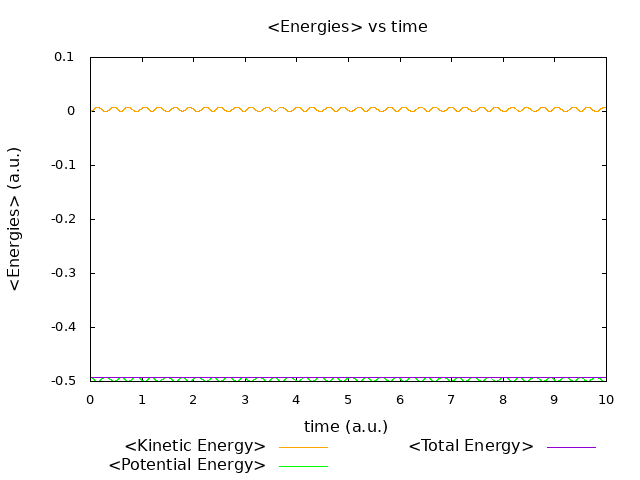 <Energies> vs time
0.1
0
-0.1
-0.2
-0.3
-0.4
-0.5
<Energies> (a.u.)
0 1 2 3 4 5 6 7 8 9 10
time (a.u.)
<Kinetic Energy> <Total Energy>
<Potential Energy>